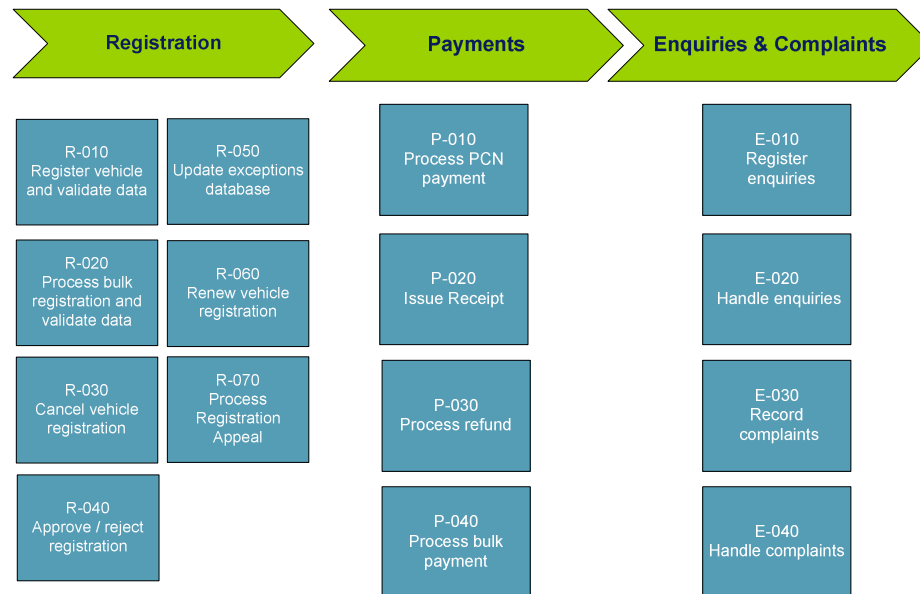 Registration
Payments
Enquiries & Complaints
R-010
Register vehicle
and validate data
R-050
Update exceptions
database
R-020
Process bulk
registration and
validate data
R-060
Renew vehicle
registration
R-030
Cancel vehicle
registration
R-070
Process
Registration
Appeal
R-040
Approve / reject
registration
P-010
Process PCN
payment
P-020
Issue Receipt
P-030
Process refund
P-040
Process bulk
payment
E-010
Register
enquiries
E-020
Handle enquiries
E-030
Record
complaints
E-040
Handle complaints